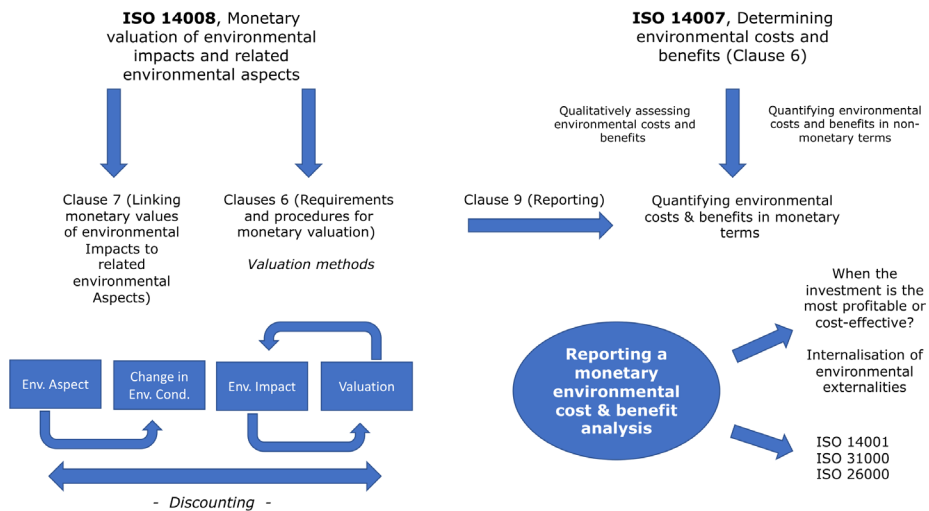 ISO 14008, Monetary
valuation of environmental
impacts and related
environmental aspects
Clause 7 (Linking
monetary values
of environmental
Impacts to
related
environmental
Aspects)
Clauses 6 (Requirements
and procedures for
monetary valuation)
Valuation methods
Env. Aspect
Change in
Env. Cond.
Env. Impact
Valuation
- Discounting -
ISO 14007, Determining
environmental costs and
benefits (Clause 6)
Qualitatively assessing
environmental costs and
benefits
Quantifying environmental
costs and benefits in non-
monetary terms
Clause 9 (Reporting)
Quantifying environmental
costs & benefits in monetary
terms
Reporting a
monetary
environmental
cost & benefit
analysis
When the
investment is the
most profitable or
cost-effective?
Internalisation of
environmental
externalities
ISO 14001
ISO 31000
ISO 26000